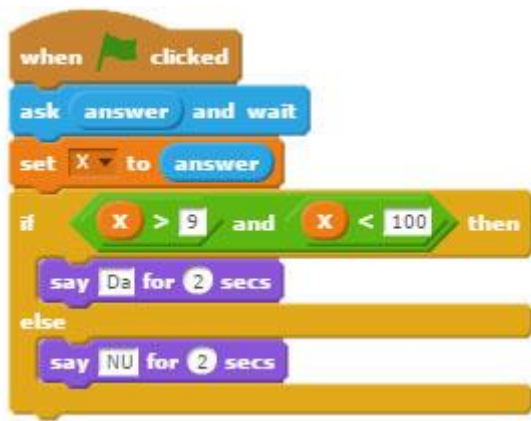 when clicked
ask answer and wait
set X to answer
if X > 9 and X < 100 then
say Da for 2 secs
else
say NU for 2 secs